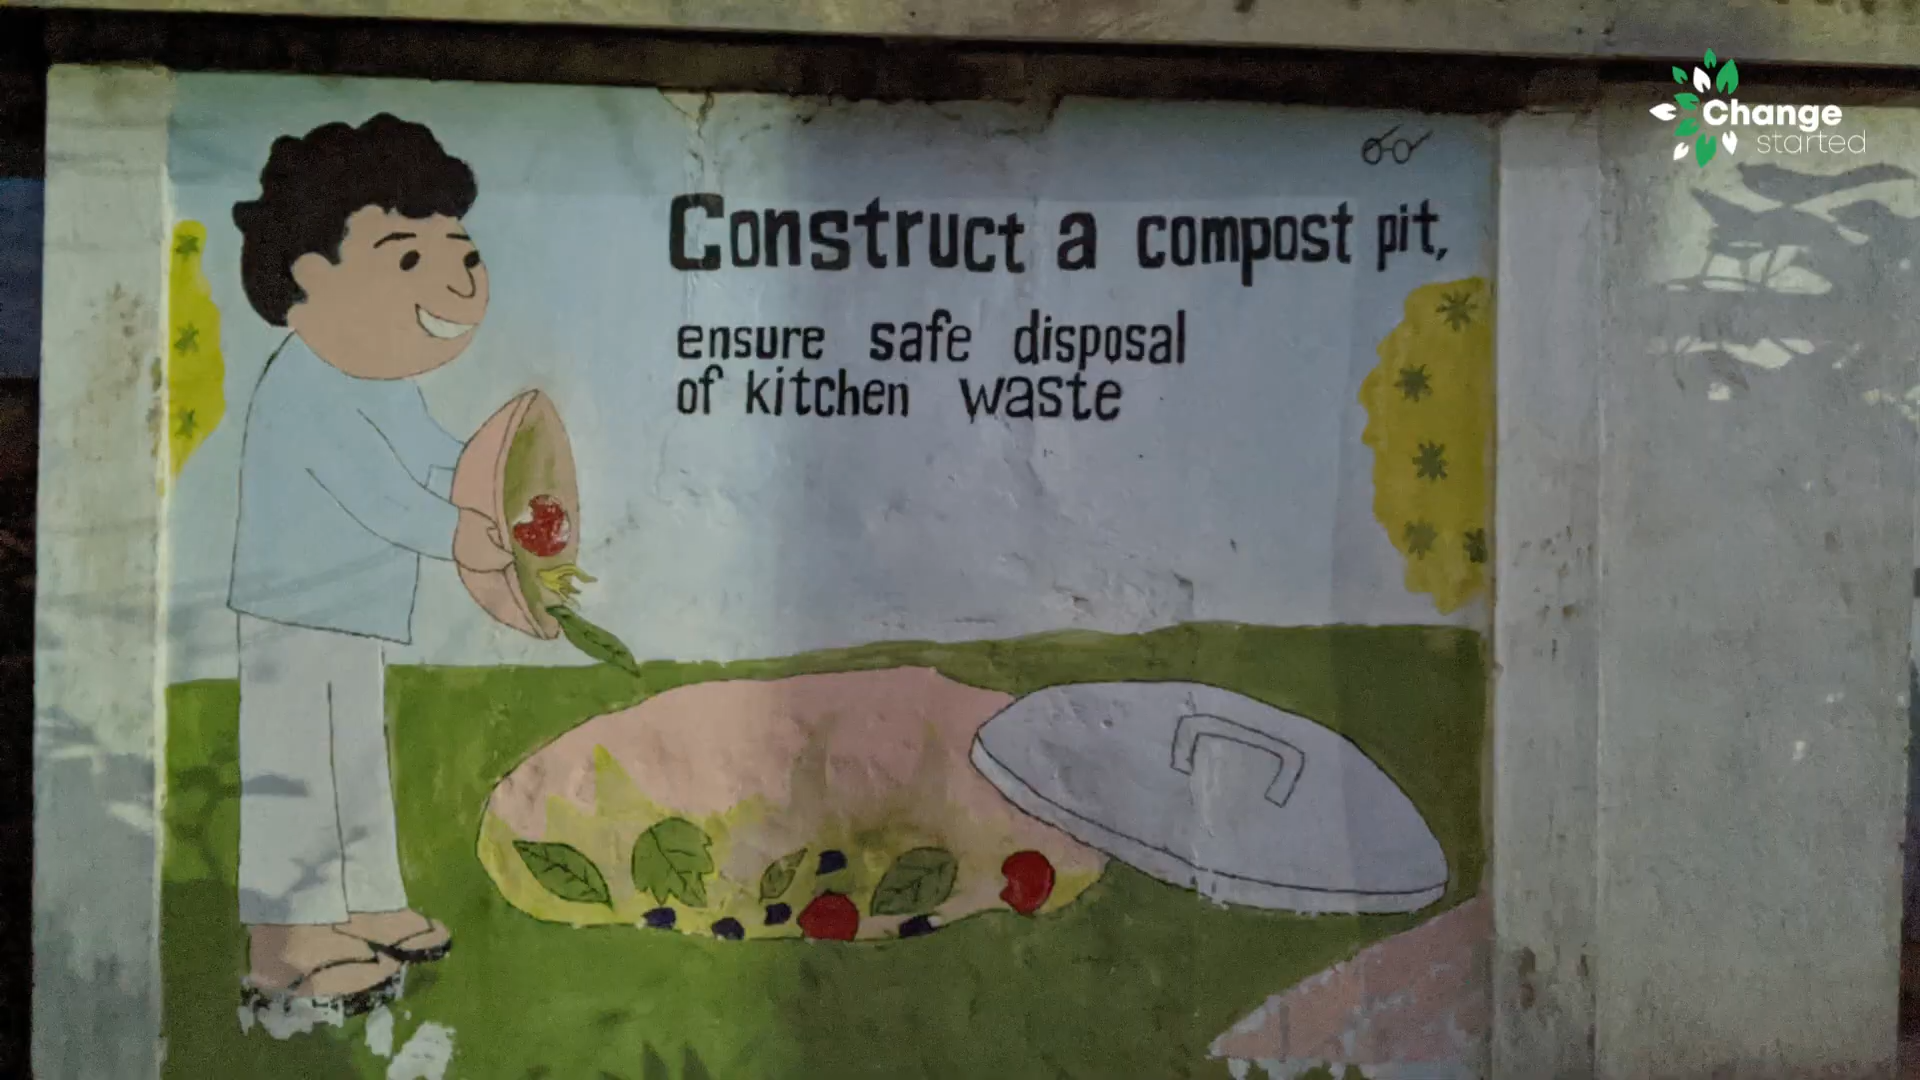 Change
started
Construct a compost pit,
ensure safe disposal
of kitchen waste